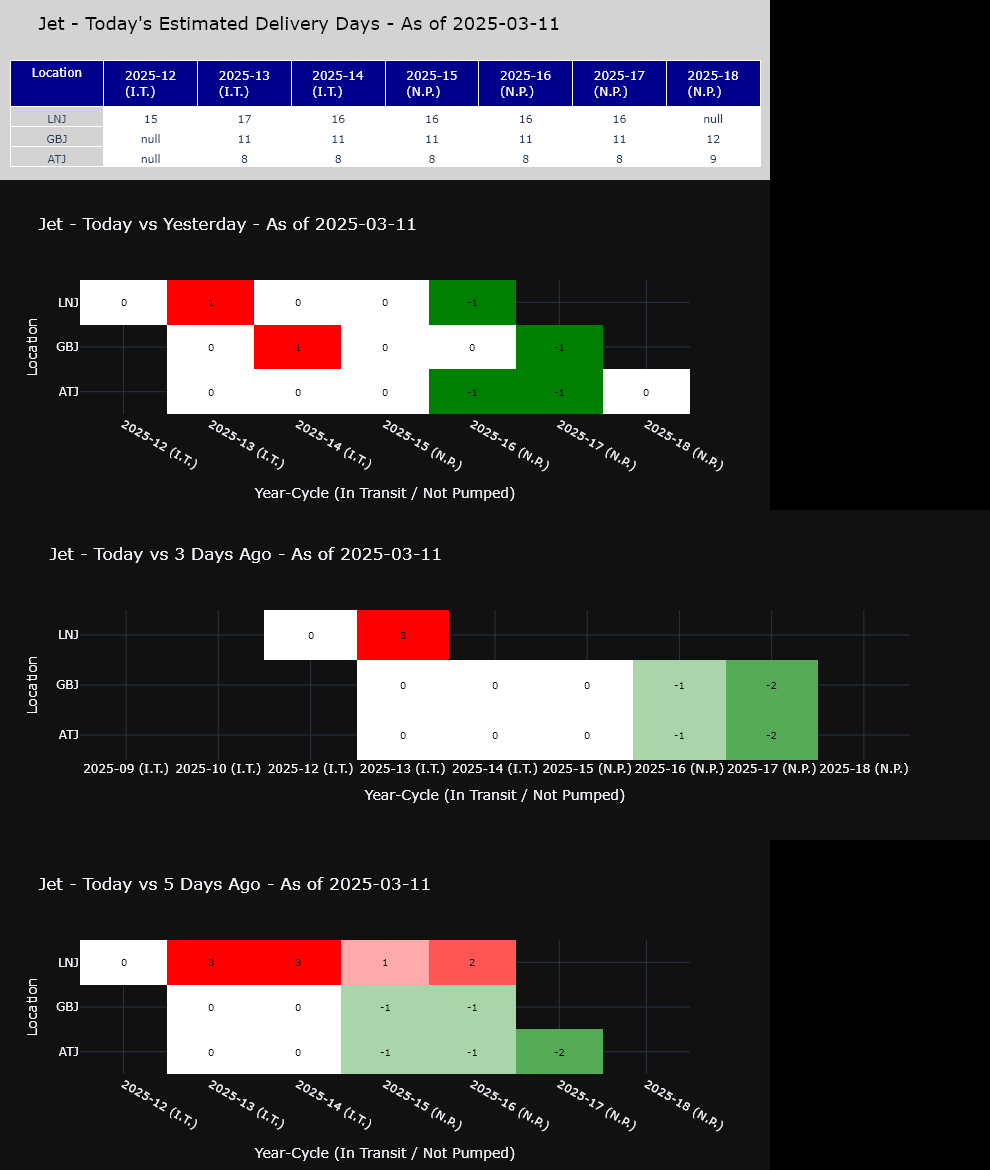 Jet - Today's Estimated Delivery Days - As of 2025-03-11
Location 2025-12 (I.T.) 2025-13 (I.T.) 2025-14 (I.T.) 2025-15 (N.P.) 2025-16 (N.P.) 2025-17 (N.P.) 2025-18 (N.P.)
LNJ 15 17 16 16 16 16 null
GBJ null 11 11 11 11 11 12
ATJ null 8 8 8 8 8 9
Jet - Today vs Yesterday - As of 2025-03-11
Location
LNJ 0 1 0 0 -1
GBJ 0 1 0 0 -1
ATJ 0 0 0 -1 -1 0
2025-12 (I.T.) 2025-13 (I.T.) 2025-14 (I.T.) 2025-15 (N.P.) 2025-16 (N.P.) 2025-17 (N.P.) 2025-18 (N.P.)
Year-Cycle (In Transit / Not Pumped)
Jet - Today vs 3 Days Ago - As of 2025-03-11
Location
LNJ 0 3
GBJ 0 0 0 -1 -2
ATJ 0 0 0 -1 -2
2025-09 (I.T.) 2025-10 (I.T.) 2025-12 (I.T.) 2025-13 (I.T.) 2025-14 (I.T.) 2025-15 (N.P.) 2025-16 (N.P.) 2025-17 (N.P.) 2025-18 (N.P.)
Year-Cycle (In Transit / Not Pumped)
Jet - Today vs 5 Days Ago - As of 2025-03-11
Location
LNJ 0 3 3 1 2
GBJ 0 0 -1 -1
ATJ 0 0 -1 -1 -2
2025-12 (I.T.) 2025-13 (I.T.) 2025-14 (I.T.) 2025-15 (N.P.) 2025-16 (N.P.) 2025-17 (N.P.) 2025-18 (N.P.)
Year-Cycle (In Transit / Not Pumped)